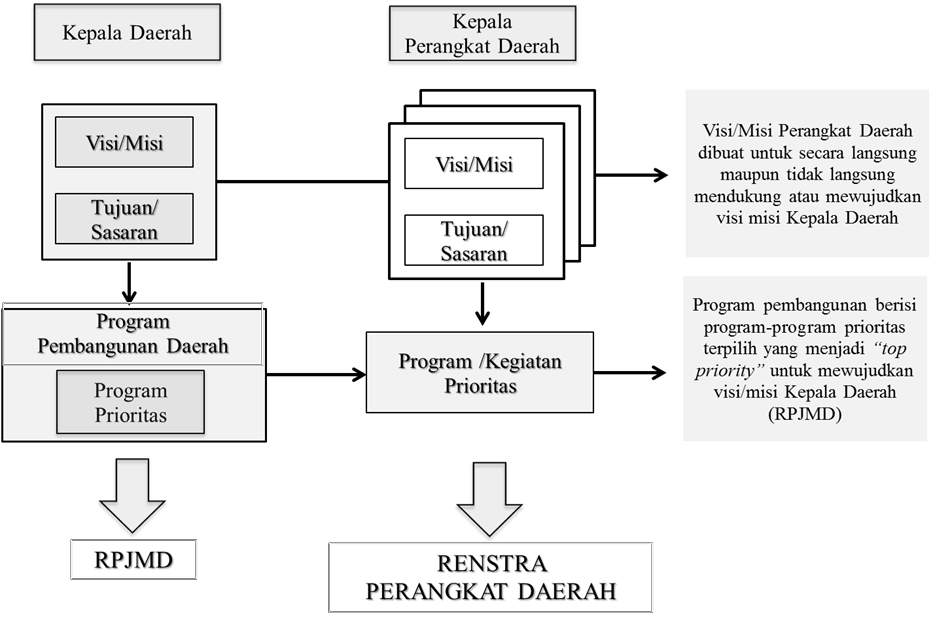 Kepala Daerah
Kepala
Perangkat Daerah
Visi/Misi
Tujuan/
Sasaran
Visi/Misi
Tujuan/
Sasaran
Visi/Misi Perangkat Daerah
dibuat untuk secara langsung
maupun tidak langsung
mendukung atau mewujudkan
visi misi Kepala Daerah
Program
Pembangunan Daerah
Program
Prioritas
Program /Kegiatan
Prioritas
Program pembangunan berisi
program-program prioritas
terpilih yang menjadi “top
priority” untuk mewujudkan
visi/misi Kepala Daerah
(RPJMD)
RPJMD
RENSTRA
PERANGKAT DAERAH